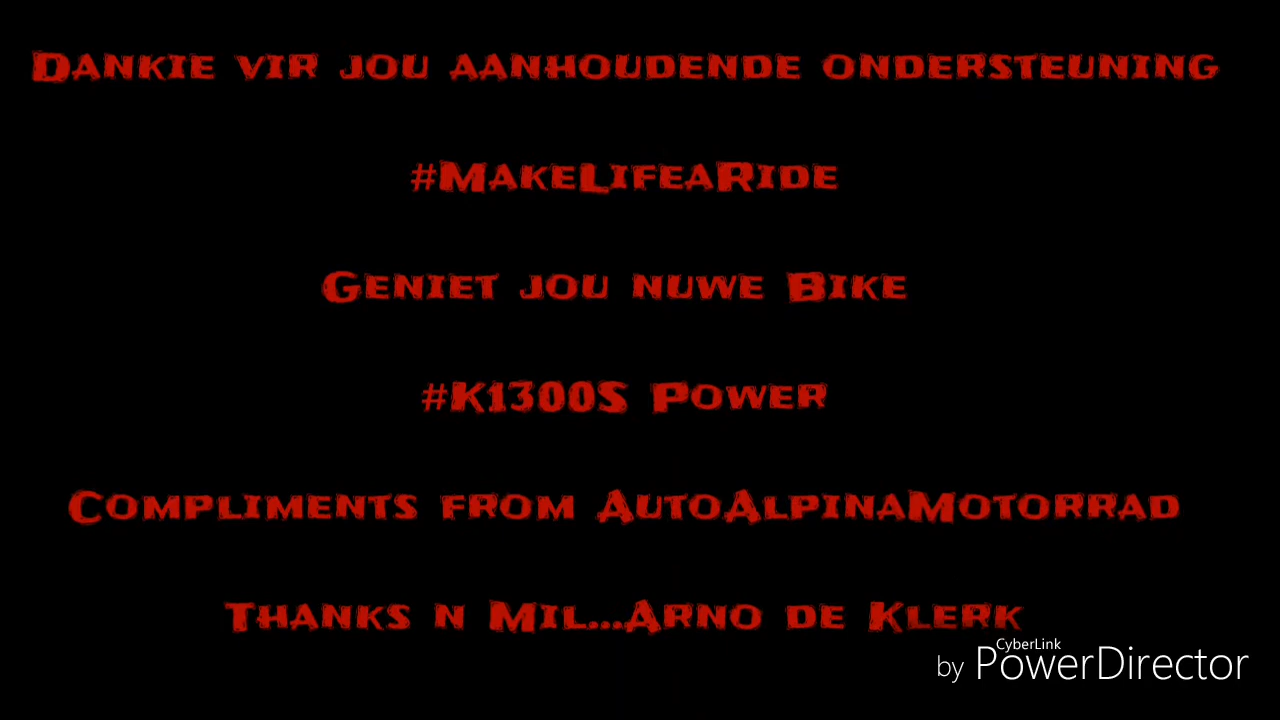 Dankie vir jou aanhoudende ondersteuning
#MakeLifeaRide
Geniet jou nuwe Bike
#K1300S Power
Compliments from AutoAlpinaMotorrad
Thanks n Mil...Arno de Klerk
CyberLink
by PowerDirector